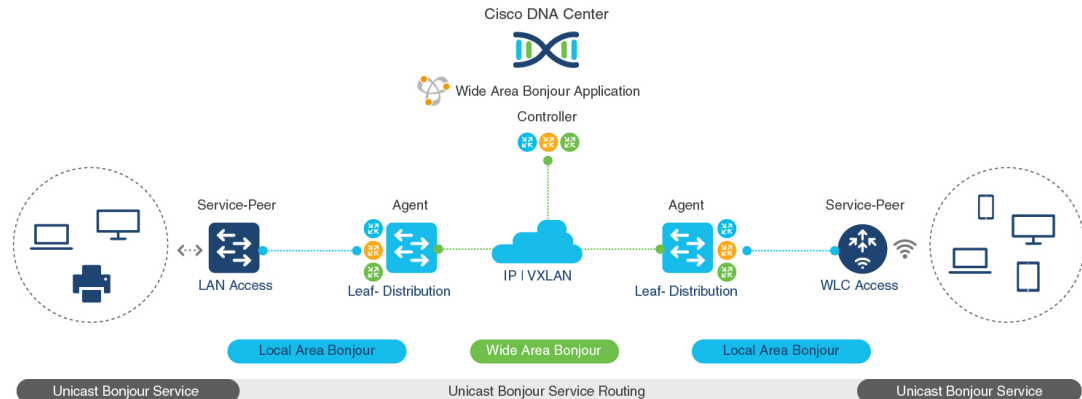 Cisco DNA Center
Wide Area Bonjour Application
Controller
Service-Peer
Agent
Agent
Service-Peer
LAN Access
Leaf- Distribution
IP | VXLAN
Leaf- Distribution
WLC Access
Local Area Bonjour
Wide Area Bonjour
Local Area Bonjour
Unicast Bonjour Service
Unicast Bonjour Service Routing
Unicast Bonjour Service